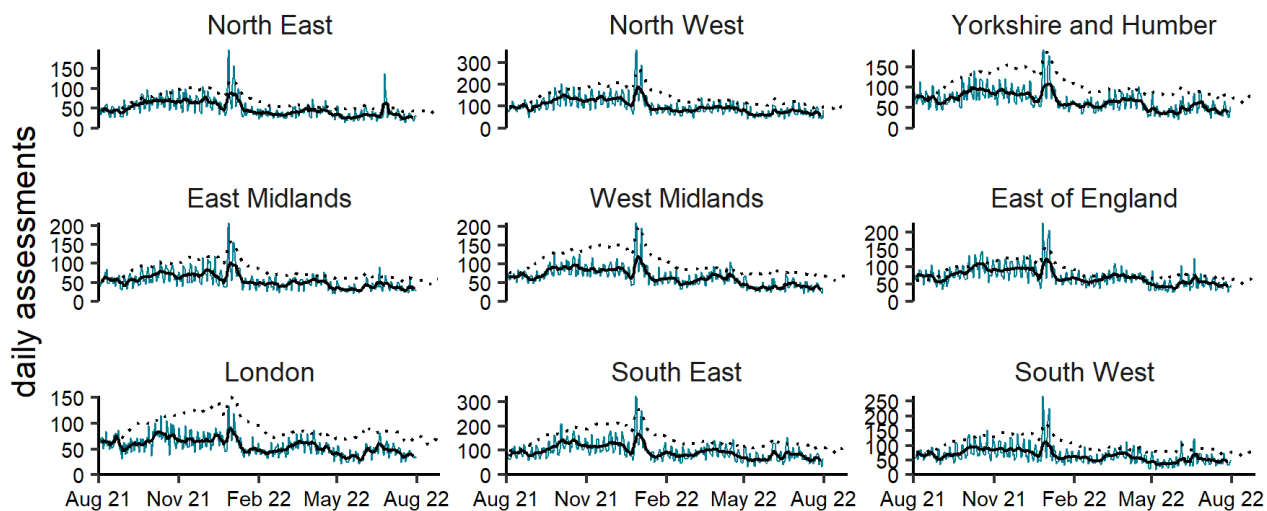 North East North West Yorkshire and Humber
150 300 150
100 200 100
50 100 50
0 0 0
daily assessments
East Midlands West Midlands East of England
200 200 200
150 150 150
100 100 100
50 50 50
0 0 0
London South East South West
150 300 250
100 200 200
50 100 150
0 0 100
50
0
Aug 21 Nov 21 Feb 22 May 22 Aug 22 Aug 21 Nov 21 Feb 22 May 22 Aug 22 Aug 21 Nov 21 Feb 22 May 22 Aug 22